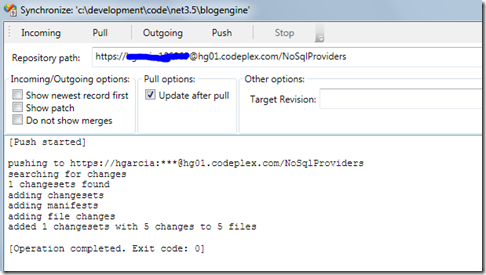 Synchronize: 'c:\development\code\net3.5\blogengine'
Incoming Pull Outgoing Push Stop
Repository path: https://@hg01.codeplex.com/NoSqlProviders
Incoming/Outgoing options: Pull options: Other options:
Show newest record first Update after pull Target Revision:
Show patch
Do not show merges
[Push started]
pushing to https://hgarcia:***@hg01.codeplex.com/NoSqlProviders
searching for changes
1 changesets found
adding changesets
adding manifests
adding file changes
added 1 changesets with 5 changes to 5 files
[Operation completed. Exit code: 0]